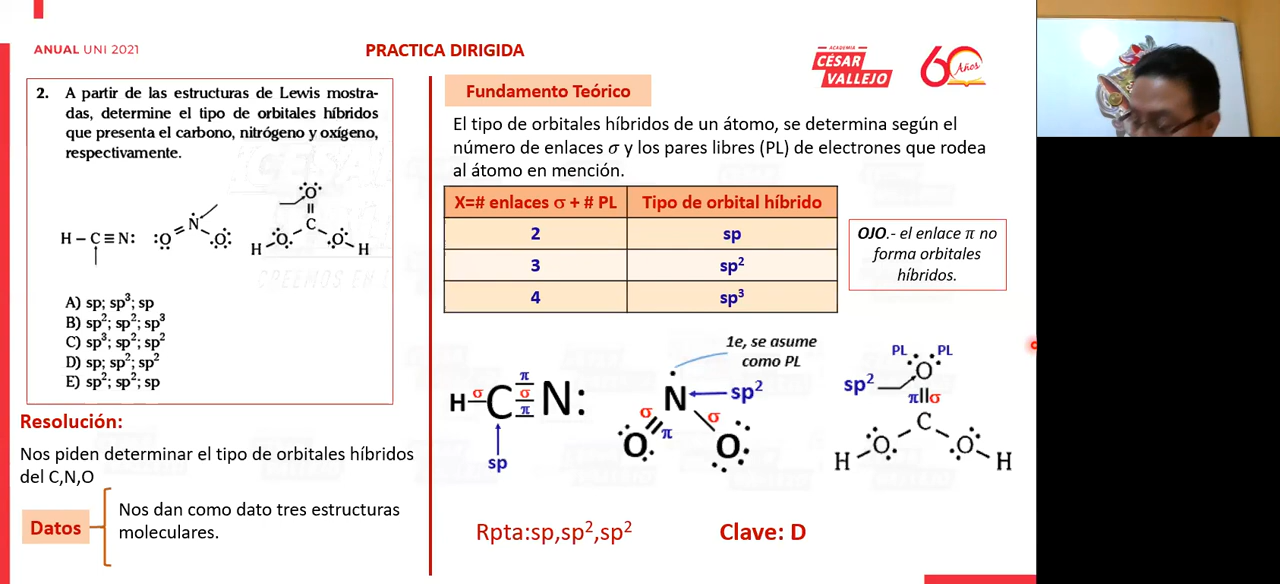 ANUAL UNI 2021
PRACTICA DIRIGIDA
ACADEMIA
CÉSAR
VALLEJO
60 Años
2. A partir de las estructuras de Lewis mostra-
das, determine el tipo de orbitales híbridos
que presenta el carbono, nitrógeno y oxígeno,
respectivamente.
H – C ≡ N:
O = N – O
O
C
H – O
O – H
A) sp; sp³; sp
B) sp²; sp²; sp³
C) sp³; sp²; sp²
D) sp; sp²; sp²
E) sp²; sp²; sp
Resolución:
Nos piden determinar el tipo de orbitales híbridos
del C,N,O
Datos
Nos dan como dato tres estructuras
moleculares.
Fundamento Teórico
El tipo de orbitales híbridos de un átomo, se determina según el
número de enlaces σ y los pares libres (PL) de electrones que rodea
al átomo en mención.
X=# enlaces σ + # PL Tipo de orbital híbrido
2 sp
3 sp²
4 sp³
OJO.- el enlace π no
forma orbitales
híbridos.
1e, se asume
como PL
π
H σ C σ N:
π
sp
N sp²
σ σ
π
O O
PL PL
O
sp²
π σ
C
O O
H H
Rpta:sp,sp²,sp²
Clave: D